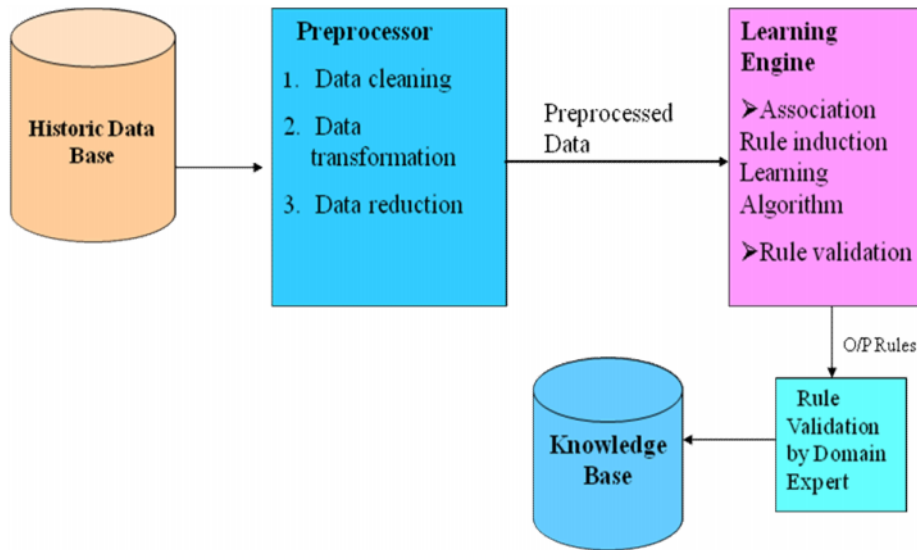 Historic Data
Base
Preprocessor
1. Data cleaning
2. Data
transformation
3. Data reduction
Preprocessed
Data
Learning
Engine
➢Association
Rule induction
Learning
Algorithm
➢Rule validation
O/P Rules
Rule
Validation
by Domain
Expert
Knowledge
Base